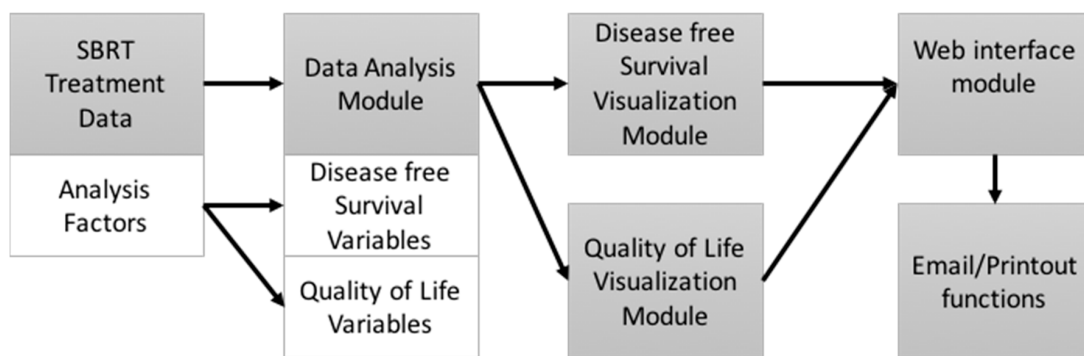 SBRT
Treatment
Data
Analysis
Factors
Data Analysis
Module
Disease free
Survival
Variables
Quality of Life
Variables
Disease free
Survival
Visualization
Module
Quality of Life
Visualization
Module
Web interface
module
Email/Printout
functions